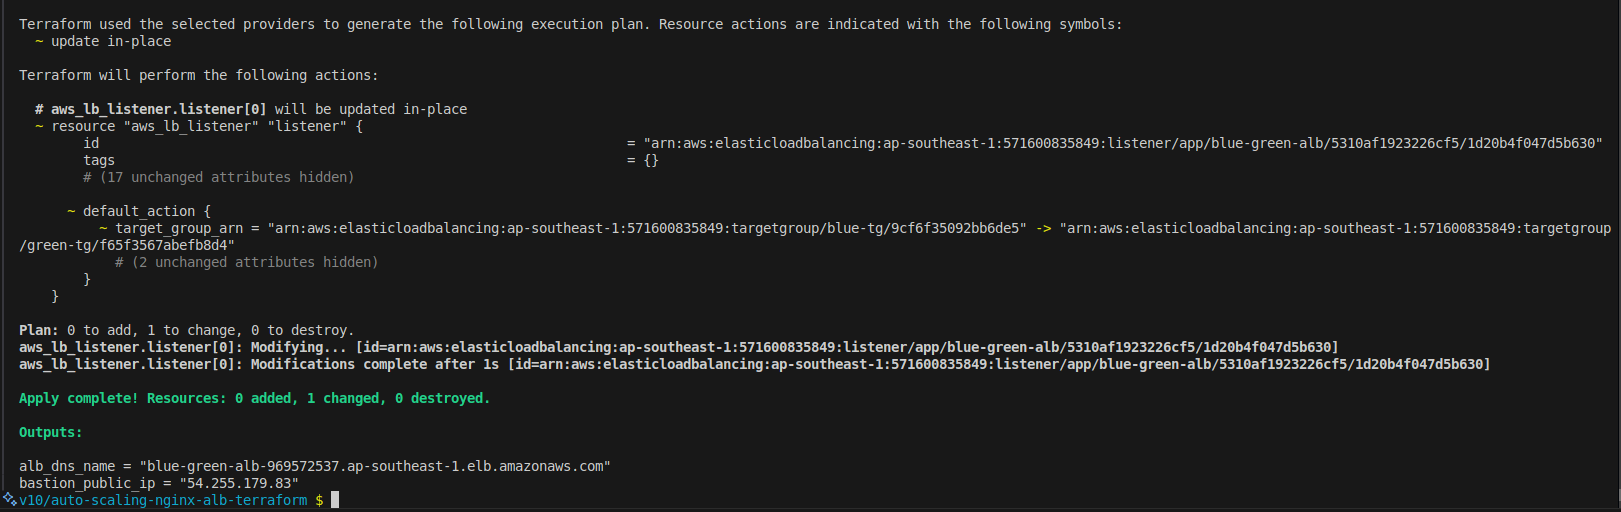 Terraform used the selected providers to generate the following execution plan. Resource actions are indicated with the following symbols:
  ~ update in-place

Terraform will perform the following actions:

  # aws_lb_listener.listener[0] will be updated in-place
  ~ resource "aws_lb_listener" "listener" {
        id                                                                  = "arn:aws:elasticloadbalancing:ap-southeast-1:571600835849:listener/app/blue-green-alb/5310af1923226cf5/1d20b4f047d5b630"
        tags                                                                = {}
        # (17 unchanged attributes hidden)

      ~ default_action {
          ~ target_group_arn = "arn:aws:elasticloadbalancing:ap-southeast-1:571600835849:targetgroup/blue-tg/9cf6f35092bb6de5" -> "arn:aws:elasticloadbalancing:ap-southeast-1:571600835849:targetgroup
/green-tg/f65f3567abefb8d4"
            # (2 unchanged attributes hidden)
        }
    }

Plan: 0 to add, 1 to change, 0 to destroy.
aws_lb_listener.listener[0]: Modifying... [id=arn:aws:elasticloadbalancing:ap-southeast-1:571600835849:listener/app/blue-green-alb/5310af1923226cf5/1d20b4f047d5b630]
aws_lb_listener.listener[0]: Modifications complete after 1s [id=arn:aws:elasticloadbalancing:ap-southeast-1:571600835849:listener/app/blue-green-alb/5310af1923226cf5/1d20b4f047d5b630]

Apply complete! Resources: 0 added, 1 changed, 0 destroyed.

Outputs:

alb_dns_name = "blue-green-alb-969572537.ap-southeast-1.elb.amazonaws.com"
bastion_public_ip = "54.255.179.83"
v10/auto-scaling-nginx-alb-terraform $